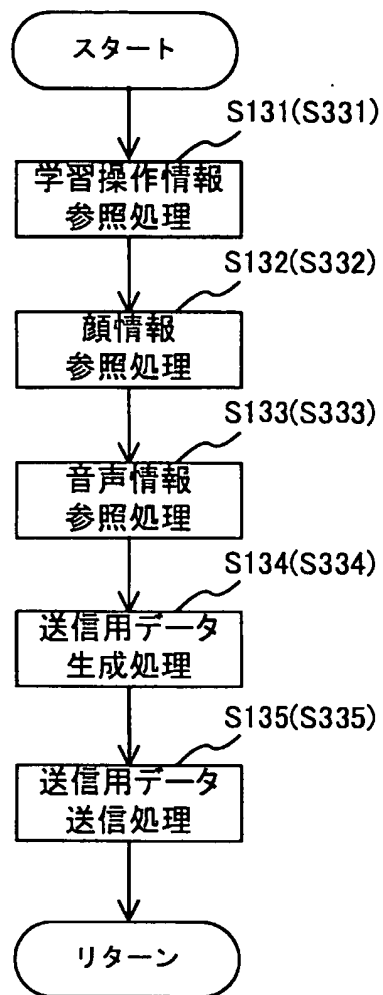 スタート
S131(S331)
学習操作情報
参照処理
S132(S332)
顔情報
参照処理
S133(S333)
音声情報
参照処理
S134(S334)
送信用データ
生成処理
S135(S335)
送信用データ
送信処理
リターン